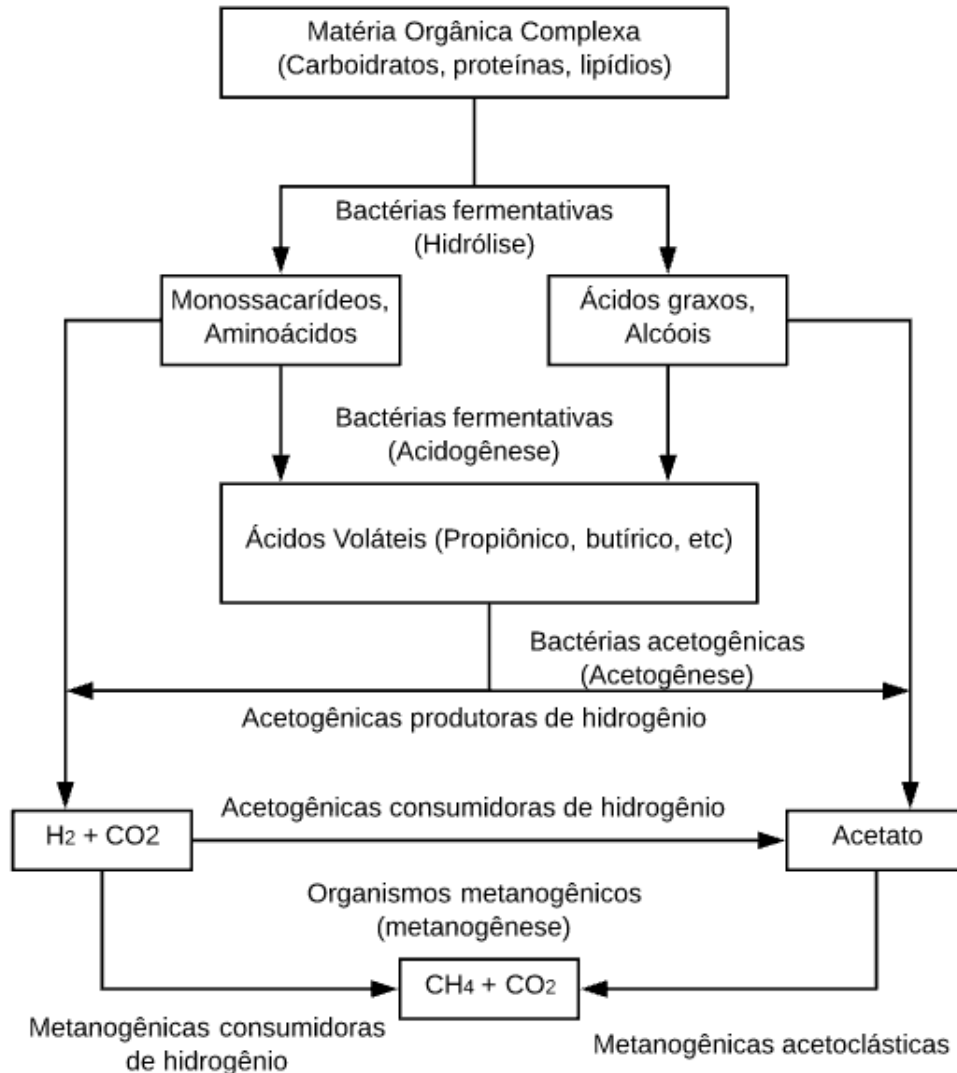 Matéria Orgânica Complexa
(Carboidratos, proteínas, lipídios)
Bactérias fermentativas
(Hidrólise)
Monossacarídeos,
Aminoácidos
Ácidos graxos,
Alcóois
Bactérias fermentativas
(Acidogênese)
Ácidos Voláteis (Propiônico, butírico, etc)
Bactérias acetogênicas
(Acetogênese)
Acetogênicas produtoras de hidrogênio
Acetogênicas consumidoras de hidrogênio
H2 + CO2
Acetato
Organismos metanogênicos
(metanogênese)
CH4 + CO2
Metanogênicas consumidoras
de hidrogênio
Metanogênicas acetoclásticas